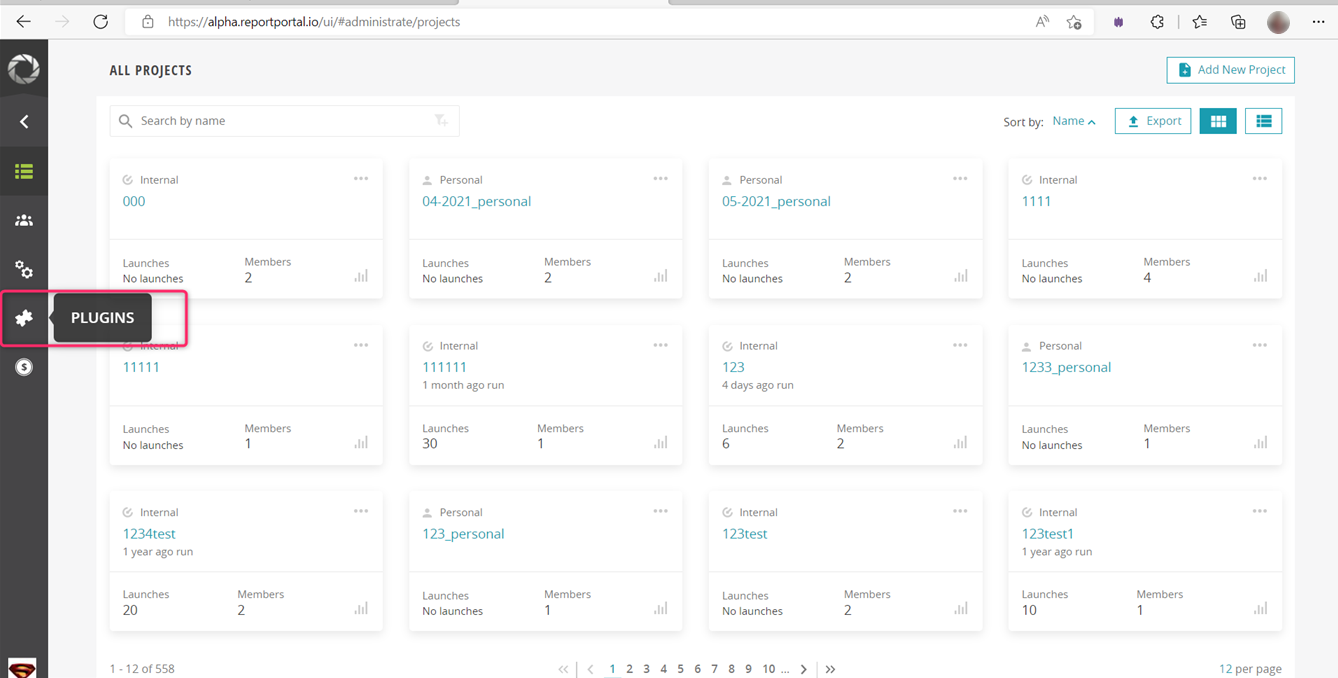 https://alpha.reportportal.io/ui/#administrate/projects
ALL PROJECTS
Add New Project
Search by name
Sort by: Name
Export
Internal
000
Launches
No launches
Members
2
Personal
04-2021_personal
Launches
No launches
Members
2
Personal
05-2021_personal
Launches
No launches
Members
2
Internal
1111
Launches
No launches
Members
4
PLUGINS
Internal
11111
Launches
No launches
Members
1
Internal
111111
1 month ago run
Launches
30
Members
1
Internal
123
4 days ago run
Launches
6
Members
2
Personal
1233_personal
Launches
No launches
Members
1
Internal
1234test
1 year ago run
Launches
20
Members
2
Personal
123_personal
Launches
No launches
Members
1
Internal
123test
Launches
No launches
Members
2
Internal
123test1
1 year ago run
Launches
10
Members
1
1 - 12 of 558
1 2 3 4 5 6 7 8 9 10 ...
12 per page